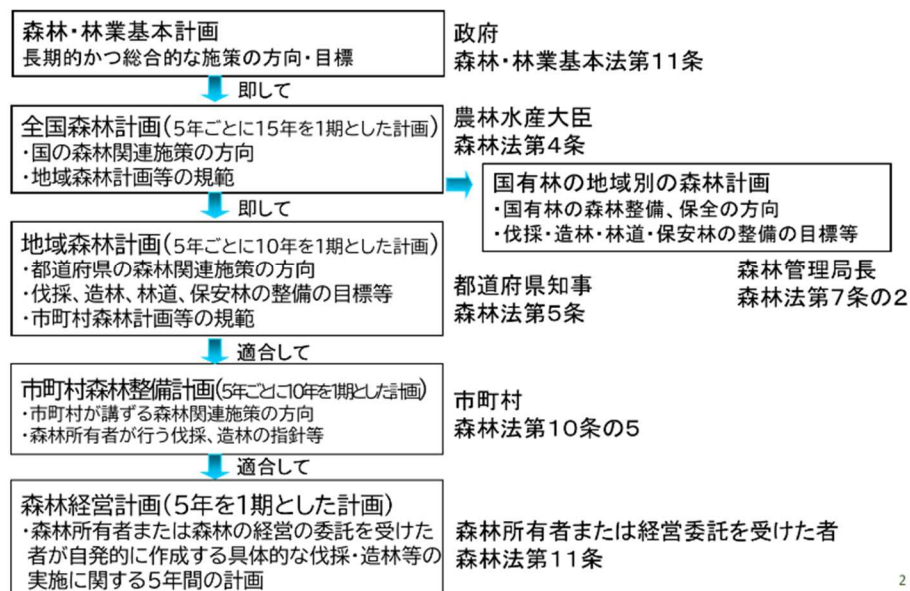 森林・林業基本計画
長期的かつ総合的な施策の方向・目標
政府
森林・林業基本法第11条
即して
全国森林計画(5年ごとに15年を1期とした計画)
・国の森林関連施策の方向
・地域森林計画等の規範
農林水産大臣
森林法第4条
国有林の地域別の森林計画
・国有林の森林整備、保全の方向
・伐採・造林・林道・保安林の整備の目標等
森林管理局長
森林法第7条の2
即して
地域森林計画(5年ごとに10年を1期とした計画)
・都道府県の森林関連施策の方向
・伐採、造林、林道、保安林の整備の目標等
・市町村森林計画等の規範
都道府県知事
森林法第5条
適合して
市町村森林整備計画(5年ごとに10年を1期とした計画)
・市町村が講ずる森林関連施策の方向
・森林所有者が行う伐採、造林の指針等
市町村
森林法第10条の5
適合して
森林経営計画(5年を1期とした計画)
・森林所有者または森林の経営の委託を受けた
者が自発的に作成する具体的な伐採・造林等の
実施に関する5年間の計画
森林所有者または経営委託を受けた者
森林法第11条
2